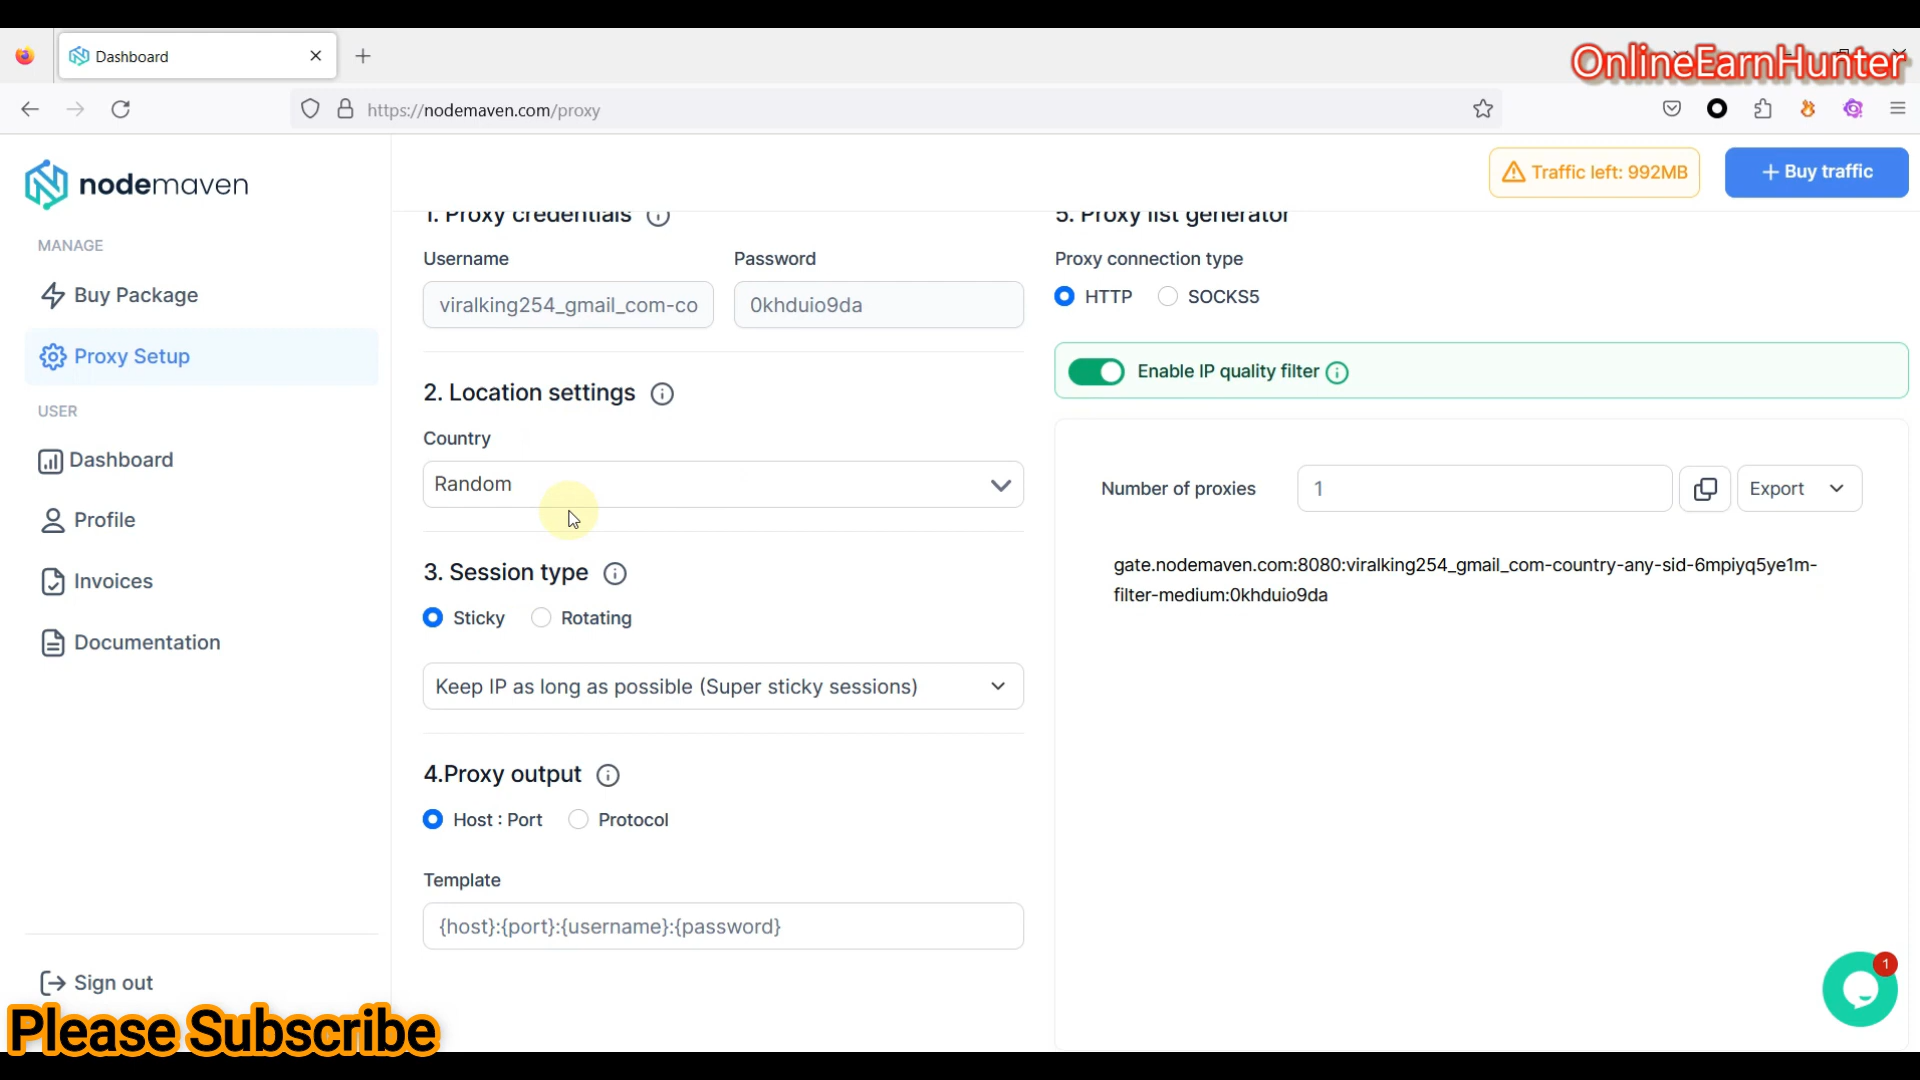 Dashboard
OnlineEarnHunter
https://nodemaven.com/proxy
nodemaven
Traffic left: 992MB
+ Buy traffic
MANAGE
Buy Package
Proxy Setup
USER
Dashboard
Profile
Invoices
Documentation
Sign out
1. Proxy credentials
Username
Password
viralking254_gmail_com-co
0khduio9da
2. Location settings
Country
Random
3. Session type
Sticky
Rotating
Keep IP as long as possible (Super sticky sessions)
4.Proxy output
Host : Port
Protocol
Template
{host}:{port}:{username}:{password}
5. Proxy list generator
Proxy connection type
HTTP
SOCKS5
Enable IP quality filter
Number of proxies
1
Export
gate.nodemaven.com:8080:viralking254_gmail_com-country-any-sid-6mpiyq5ye1m-
filter-medium:0khduio9da
1
Please Subscribe